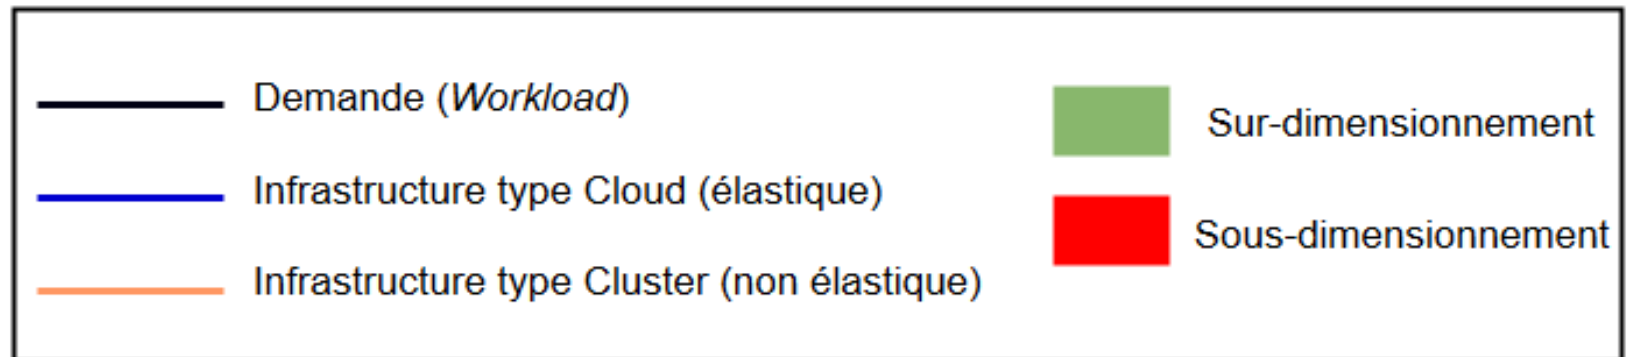 Demande (Workload)
Infrastructure type Cloud (élastique)
Infrastructure type Cluster (non élastique)
Sur-dimensionnement
Sous-dimensionnement